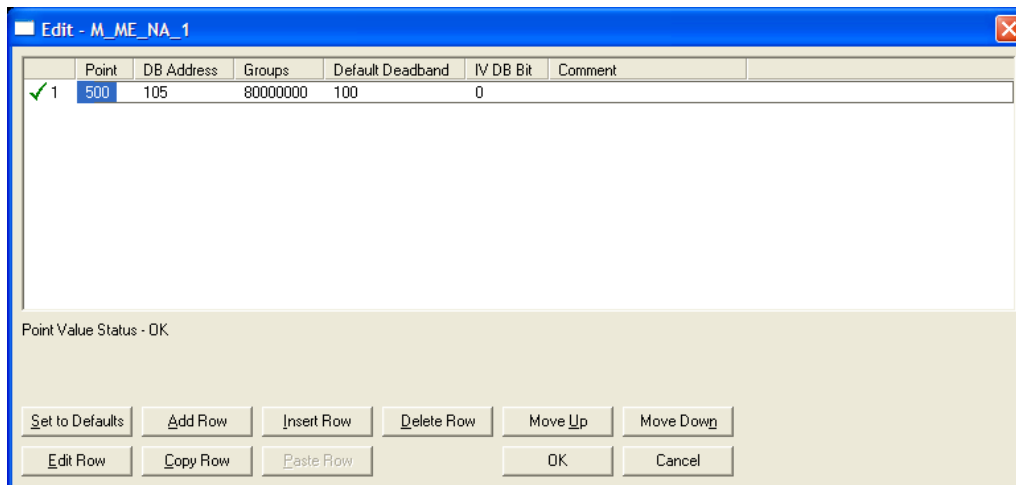 Edit - M_ME_NA_1
Point DB Address Groups Default Deadband IV DB Bit Comment
1 500 105 80000000 100 0
Point Value Status - OK
Set to Defaults Add Row Insert Row Delete Row Move Up Move Down
Edit Row Copy Row Paste Row OK Cancel